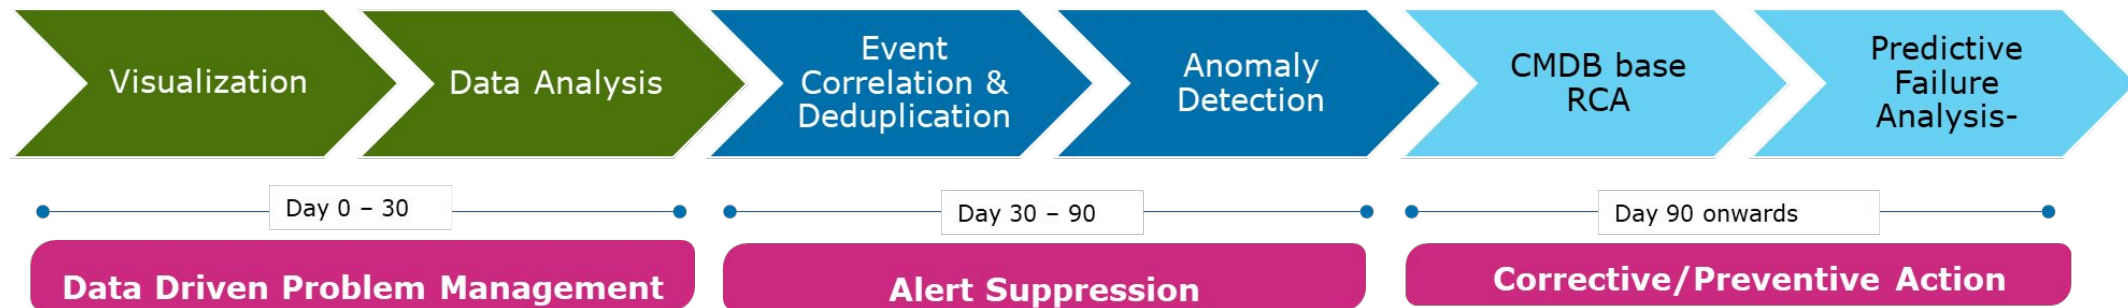 Visualization
Data Analysis
Event
Correlation &
Deduplication
Anomaly
Detection
CMDB base
RCA
Predictive
Failure
Analysis-
Day 0 – 30
Day 30 – 90
Day 90 onwards
Data Driven Problem Management
Alert Suppression
Corrective/Preventive Action